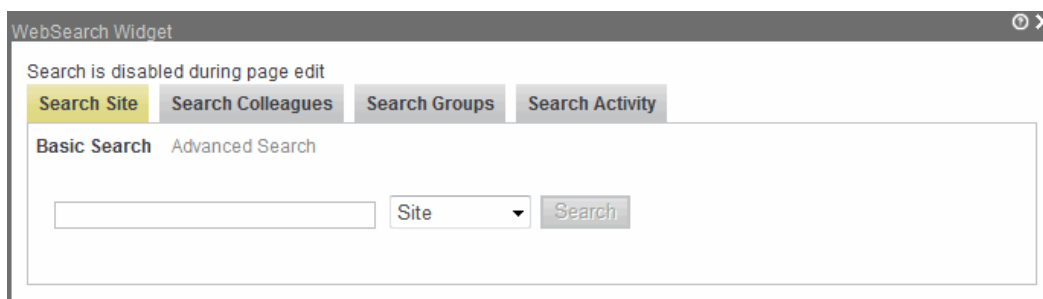 WebSearch Widget
Search is disabled during page edit
Search Site Search Colleagues Search Groups Search Activity
Basic Search Advanced Search
Site Search